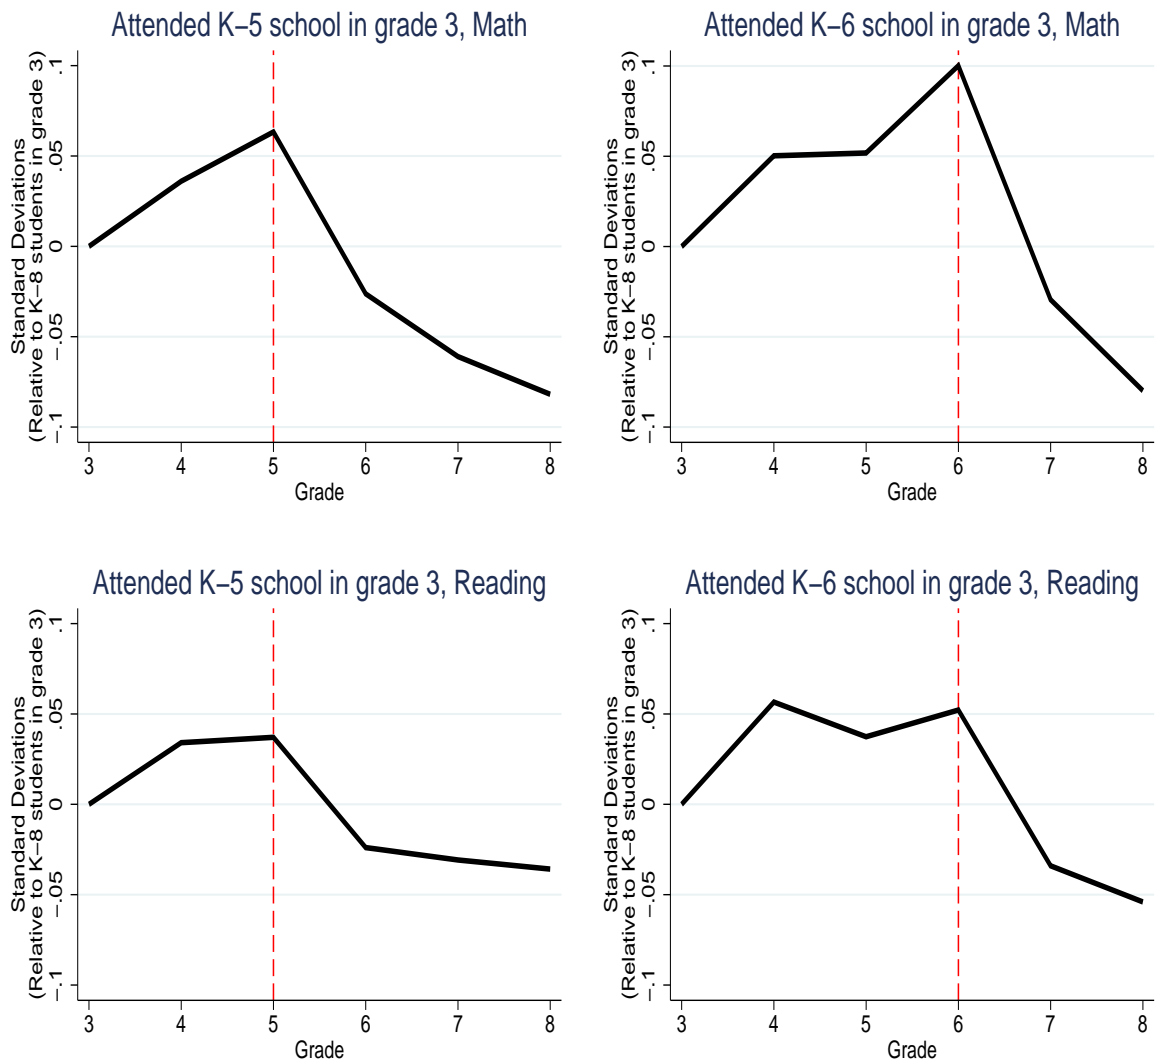 Attended K–5 school in grade 3, Math
Standard Deviations
(Relative to K–8 students in grade 3)
.1
.05
0
−.05
−.1
3 4 5 6 7 8
Grade
Attended K–6 school in grade 3, Math
Standard Deviations
(Relative to K–8 students in grade 3)
.1
.05
0
−.05
−.1
3 4 5 6 7 8
Grade
Attended K–5 school in grade 3, Reading
Standard Deviations
(Relative to K–8 students in grade 3)
.1
.05
0
−.05
−.1
3 4 5 6 7 8
Grade
Attended K–6 school in grade 3, Reading
Standard Deviations
(Relative to K–8 students in grade 3)
.1
.05
0
−.05
−.1
3 4 5 6 7 8
Grade